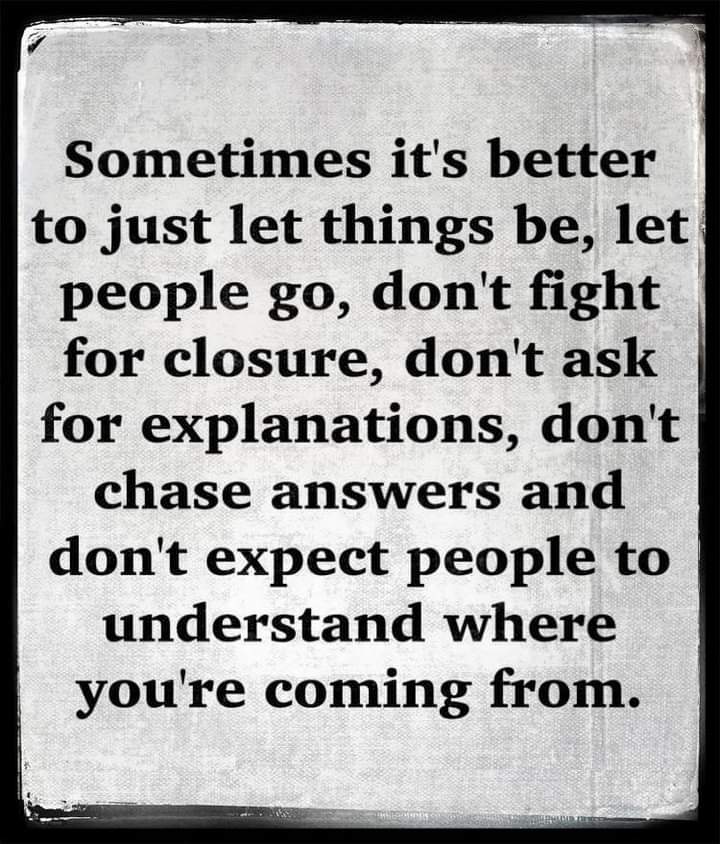 Sometimes it's better
to just let things be, let
people go, don't fight
for closure, don't ask
for explanations, don't
chase answers and
don't expect people to
understand where
you're coming from.